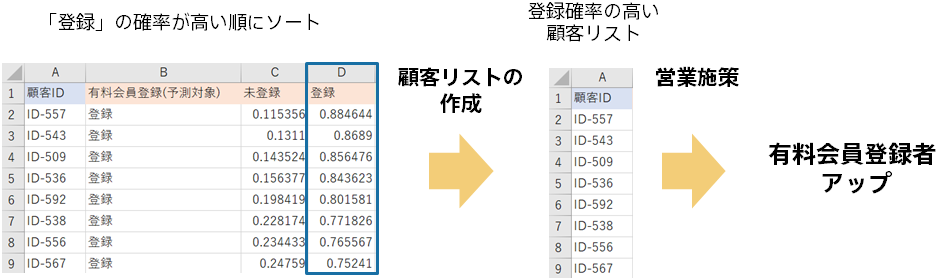 「登録」の確率が高い順にソート
A B C D
1 顧客ID 有料会員登録(予測対象) 未登録 登録
2 ID-557 登録 0.115356 0.884644
3 ID-543 登録 0.1311 0.8689
4 ID-509 登録 0.143524 0.856476
5 ID-536 登録 0.156377 0.843623
6 ID-592 登録 0.198419 0.801581
7 ID-538 登録 0.228174 0.771826
8 ID-556 登録 0.234433 0.765567
9 ID-567 登録 0.24759 0.75241
顧客リストの
作成
登録確率の高い
顧客リスト
A
1 顧客ID
2 ID-557
3 ID-543
4 ID-509
5 ID-536
6 ID-592
7 ID-538
8 ID-556
9 ID-567
営業施策
有料会員登録者
アップ